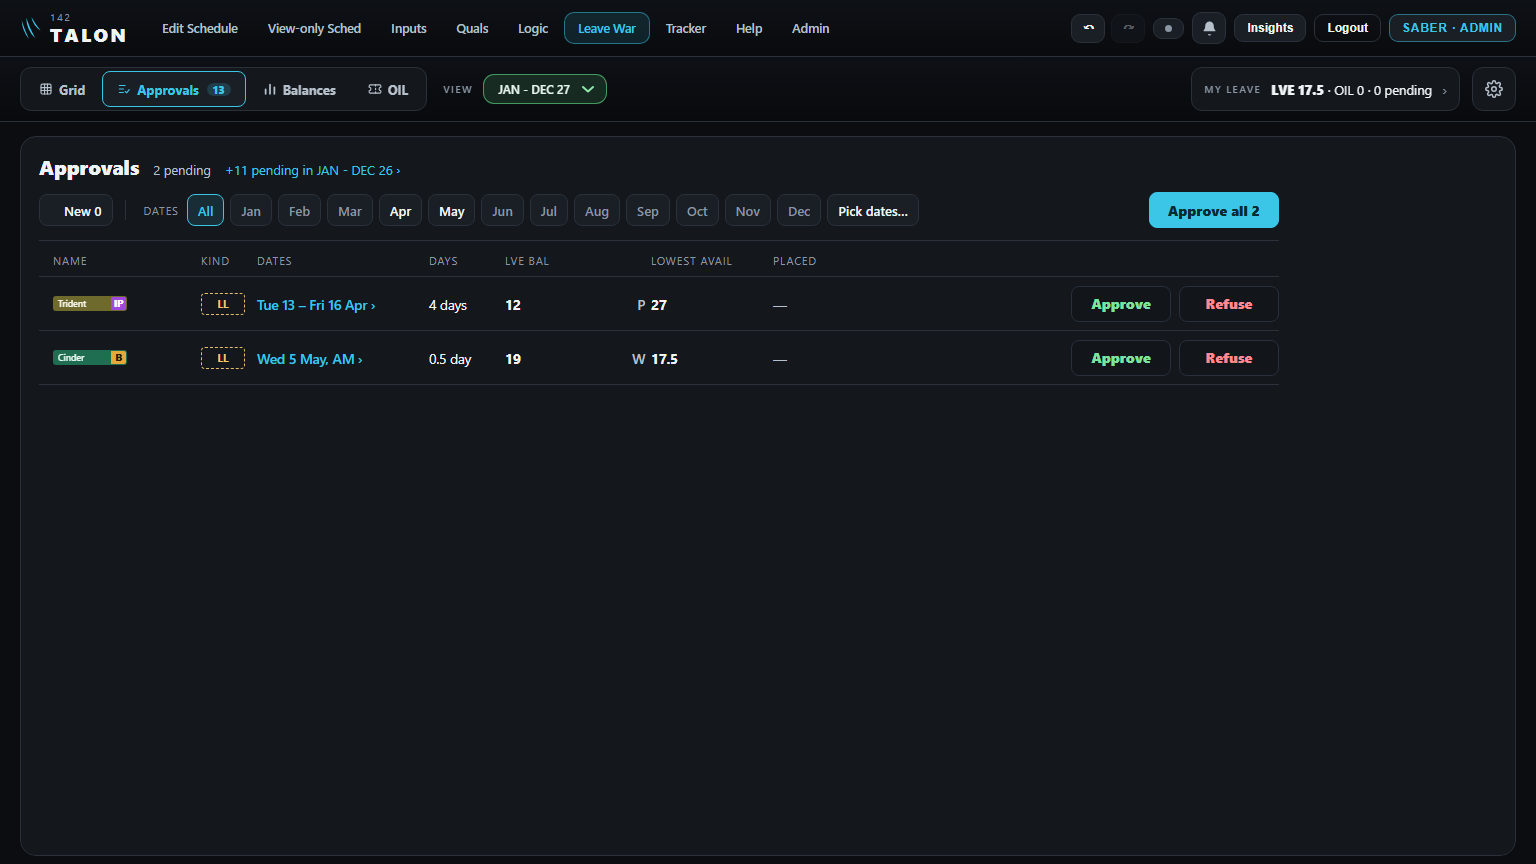 142
TALON
Edit Schedule
View-only Sched
Inputs
Quals
Logic
Leave War
Tracker
Help
Admin
Insights
Logout
SABER · ADMIN
Grid
Approvals 13
Balances
OIL
VIEW
JAN - DEC 27
MY LEAVE LVE 17.5 · OIL 0 · 0 pending ›
Approvals 2 pending +11 pending in JAN - DEC 26 ›
New 0
DATES All Jan Feb Mar Apr May Jun Jul Aug Sep Oct Nov Dec Pick dates...
Approve all 2
NAME KIND DATES DAYS LVE BAL LOWEST AVAIL PLACED
Trident IP LL Tue 13 – Fri 16 Apr › 4 days 12 P 27 — Approve Refuse
Cinder B LL Wed 5 May, AM › 0.5 day 19 W 17.5 — Approve Refuse